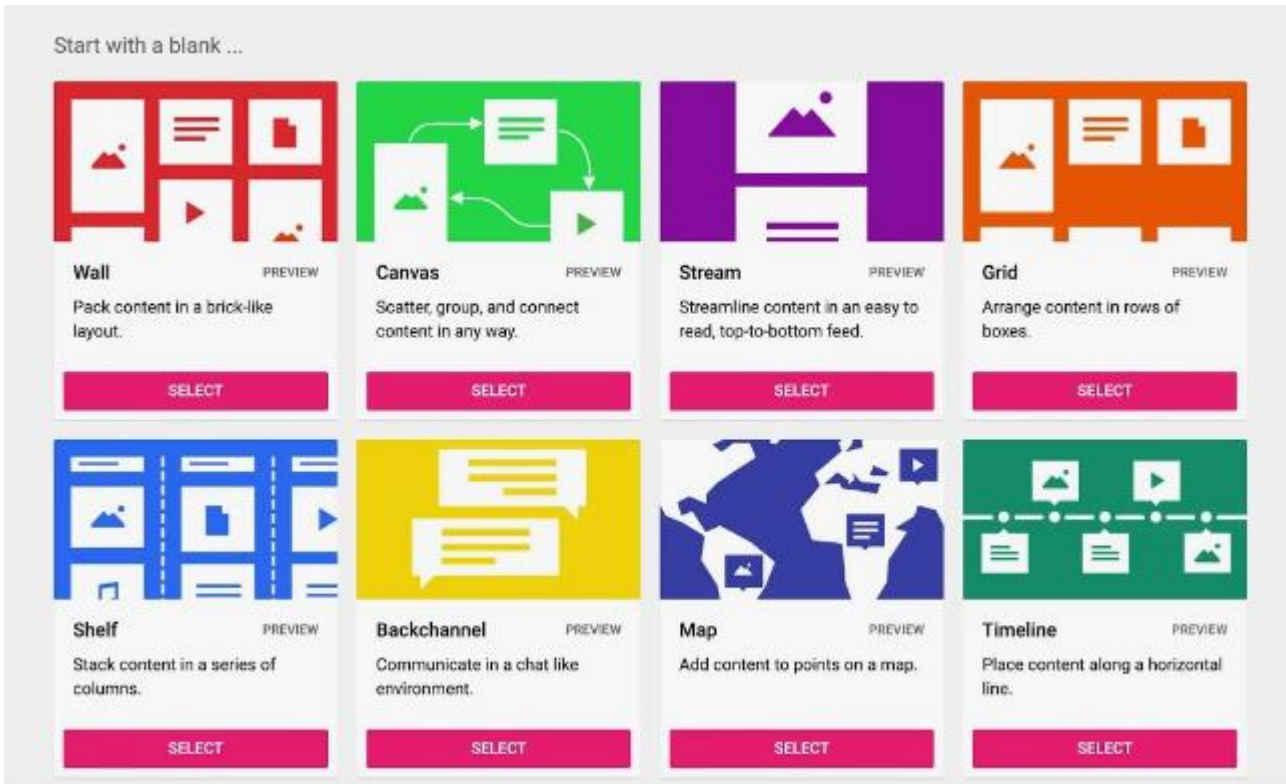 Start with a blank ...
Wall PREVIEW
Pack content in a brick-like
layout.
SELECT
Canvas PREVIEW
Scatter, group, and connect
content in any way.
SELECT
Stream PREVIEW
Streamline content in an easy to
read, top-to-bottom feed.
SELECT
Grid PREVIEW
Arrange content in rows of
boxes.
SELECT
Shelf PREVIEW
Stack content in a series of
columns.
SELECT
Backchannel PREVIEW
Communicate in a chat like
environment.
SELECT
Map PREVIEW
Add content to points on a map.
SELECT
Timeline PREVIEW
Place content along a horizontal
line.
SELECT